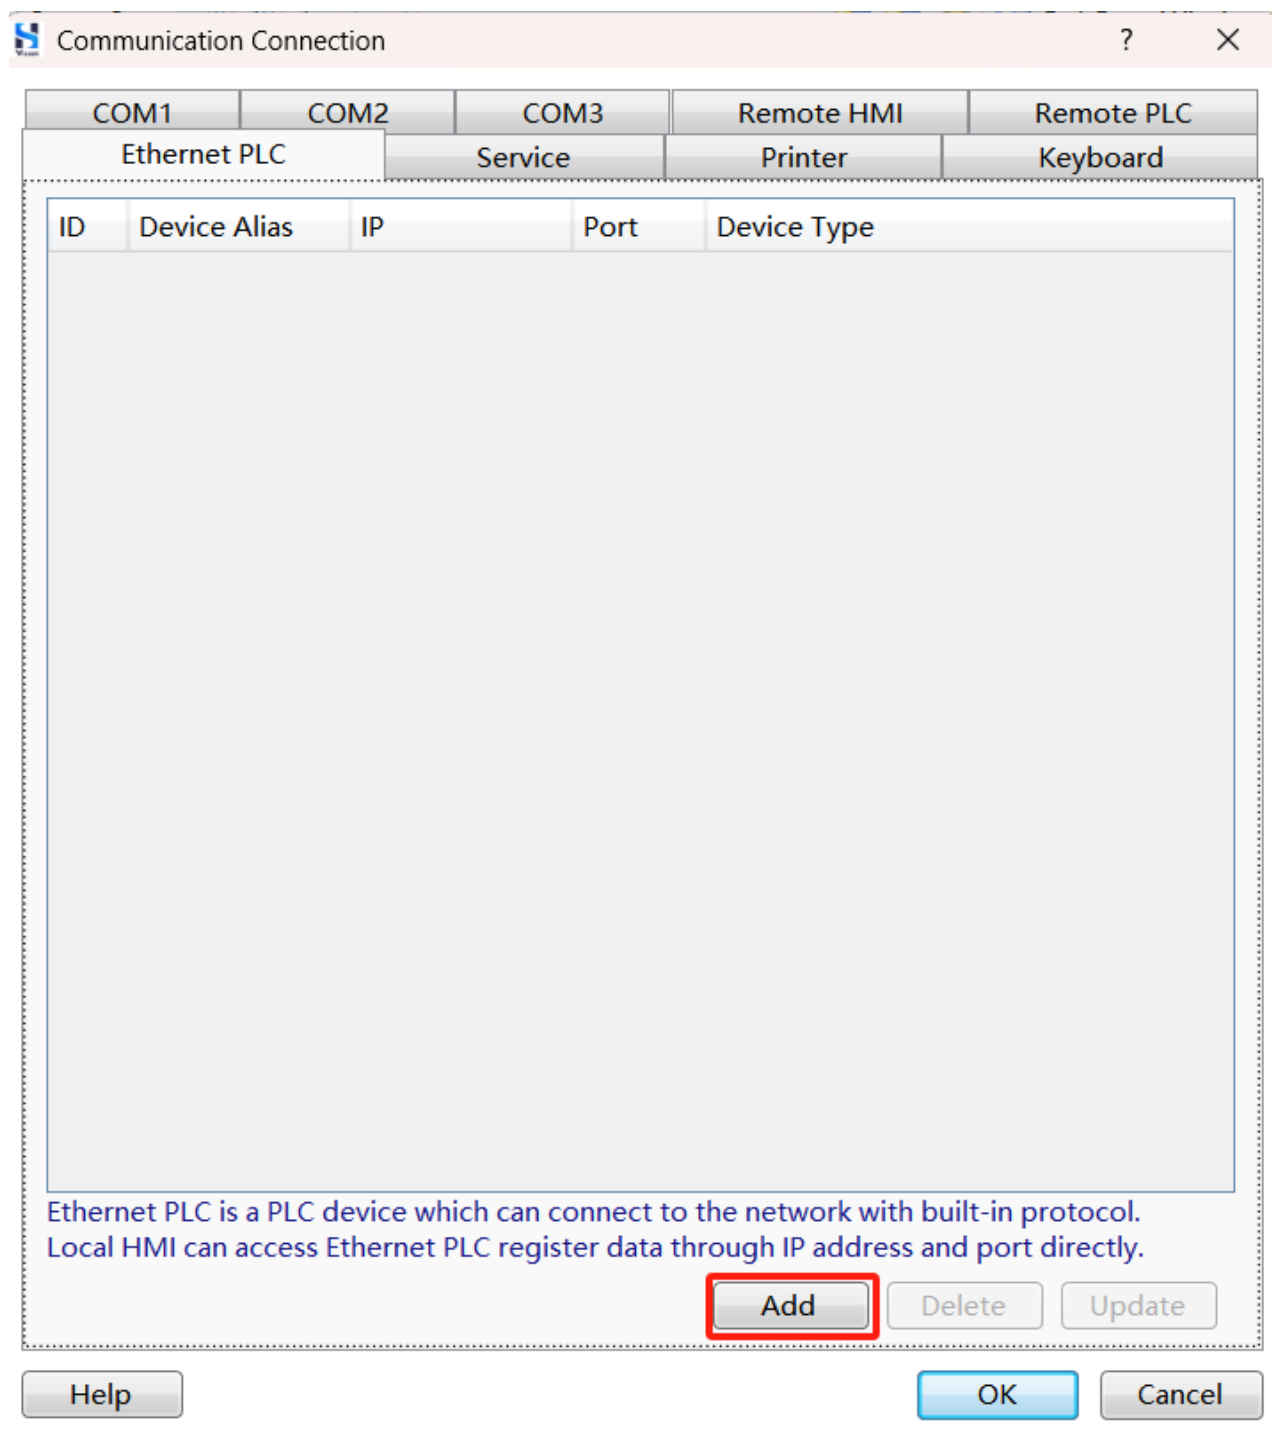 Communication Connection ?
COM1 COM2 COM3 Remote HMI Remote PLC
Ethernet PLC Service Printer Keyboard
ID Device Alias IP Port Device Type
Ethernet PLC is a PLC device which can connect to the network with built-in protocol.
Local HMI can access Ethernet PLC register data through IP address and port directly.
Add Delete Update
Help OK Cancel